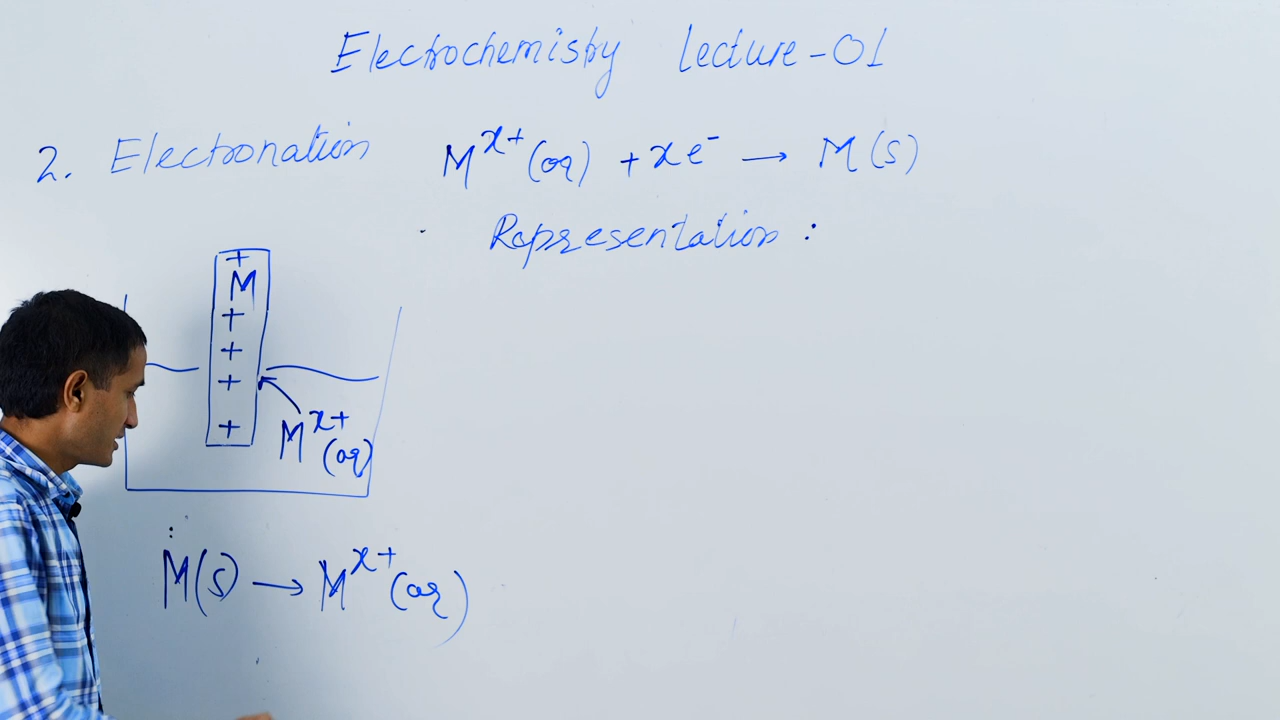 Electrochemistry Lecture-01
2. Electronation M^x+ (aq) + xe^- → M(s)
Representation :
+
M
+
+
+
+
M^x+
(aq)
M(s) → M^x+ (aq)